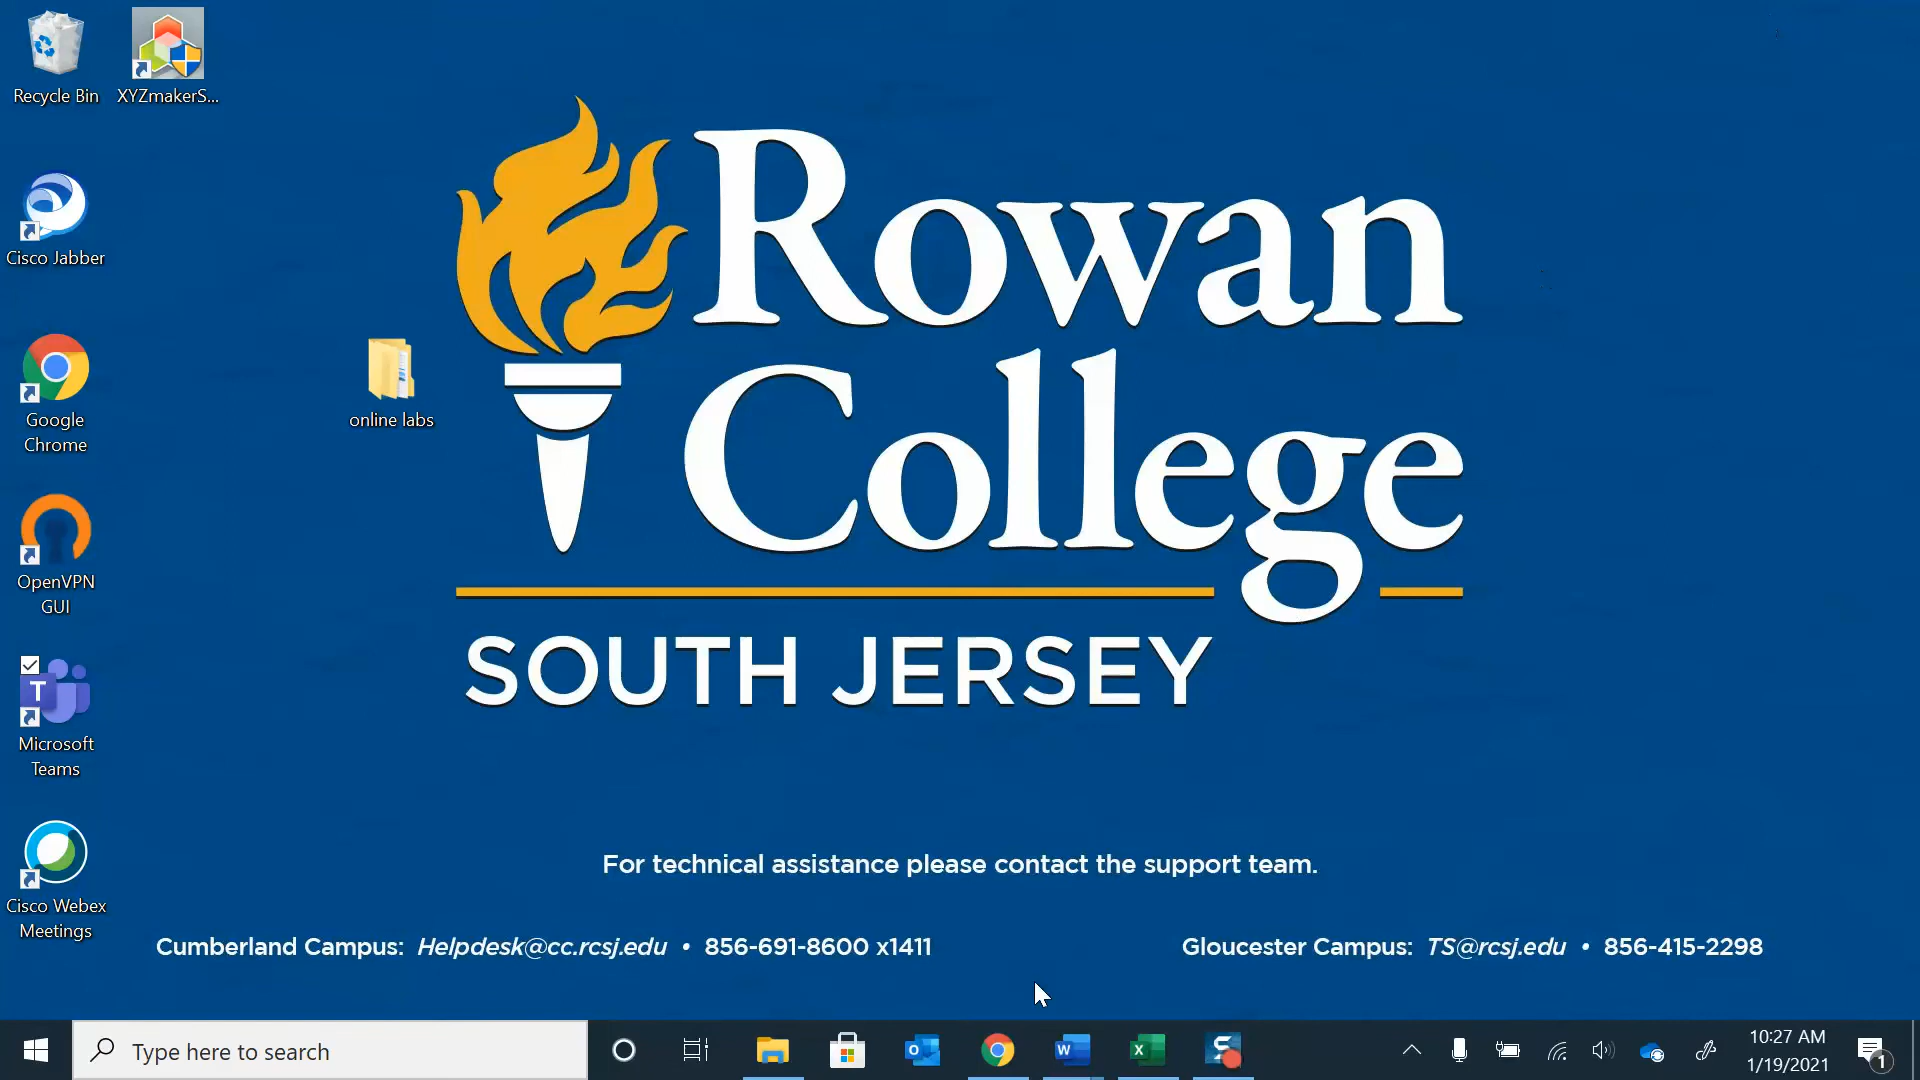 Recycle Bin
XYZmakerS...
Cisco Jabber
Google
Chrome
online labs
OpenVPN
GUI
T
Microsoft
Teams
Cisco Webex
Meetings
Rowan
College
SOUTH JERSEY
For technical assistance please contact the support team.
Cumberland Campus: Helpdesk@cc.rcsj.edu • 856-691-8600 x1411
Gloucester Campus: TS@rcsj.edu • 856-415-2298
Type here to search
O
W
X
S
10:27 AM
1/19/2021
1